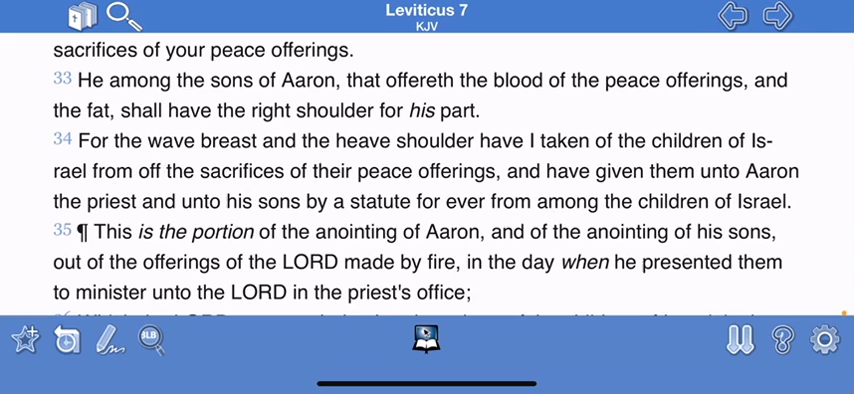 Leviticus 7
KJV
sacrifices of your peace offerings.
33 He among the sons of Aaron, that offereth the blood of the peace offerings, and
the fat, shall have the right shoulder for his part.
34 For the wave breast and the heave shoulder have I taken of the children of Is-
rael from off the sacrifices of their peace offerings, and have given them unto Aaron
the priest and unto his sons by a statute for ever from among the children of Israel.
35 ¶ This is the portion of the anointing of Aaron, and of the anointing of his sons,
out of the offerings of the LORD made by fire, in the day when he presented them
to minister unto the LORD in the priest's office;